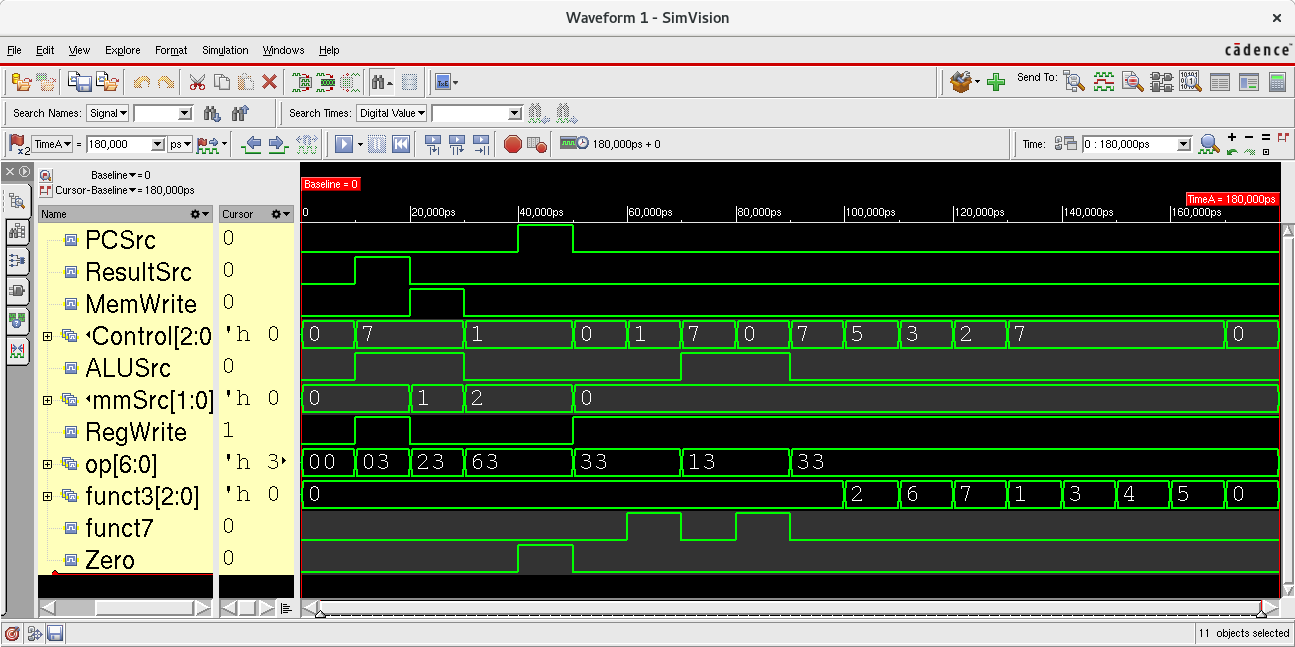 Waveform 1 - SimVision
×
File Edit View Explore Format Simulation Windows Help
cādence
Send To:
Search Names: Signal
Search Times: Digital Value
x2 TimeA = 180,000 ps
180,000ps + 0
Time: 0 : 180,000ps
Baseline = 0
Cursor-Baseline = 180,000ps
Baseline = 0
TimeA = 180,000ps
Name Cursor
0 20,000ps 40,000ps 60,000ps 80,000ps 100,000ps 120,000ps 140,000ps 160,000ps
PCSrc 0
ResultSrc 0
MemWrite 0
Control[2:0 'h 0 0 7 1 0 1 7 0 7 5 3 2 7 0
ALUSrc 0
mmSrc[1:0] 'h 0 0 1 2 0
RegWrite 1
op[6:0] 'h 3 00 03 23 63 33 13 33
funct3[2:0] 'h 0 0 2 6 7 1 3 4 5 0
funct7 0
Zero 0
11 objects selected